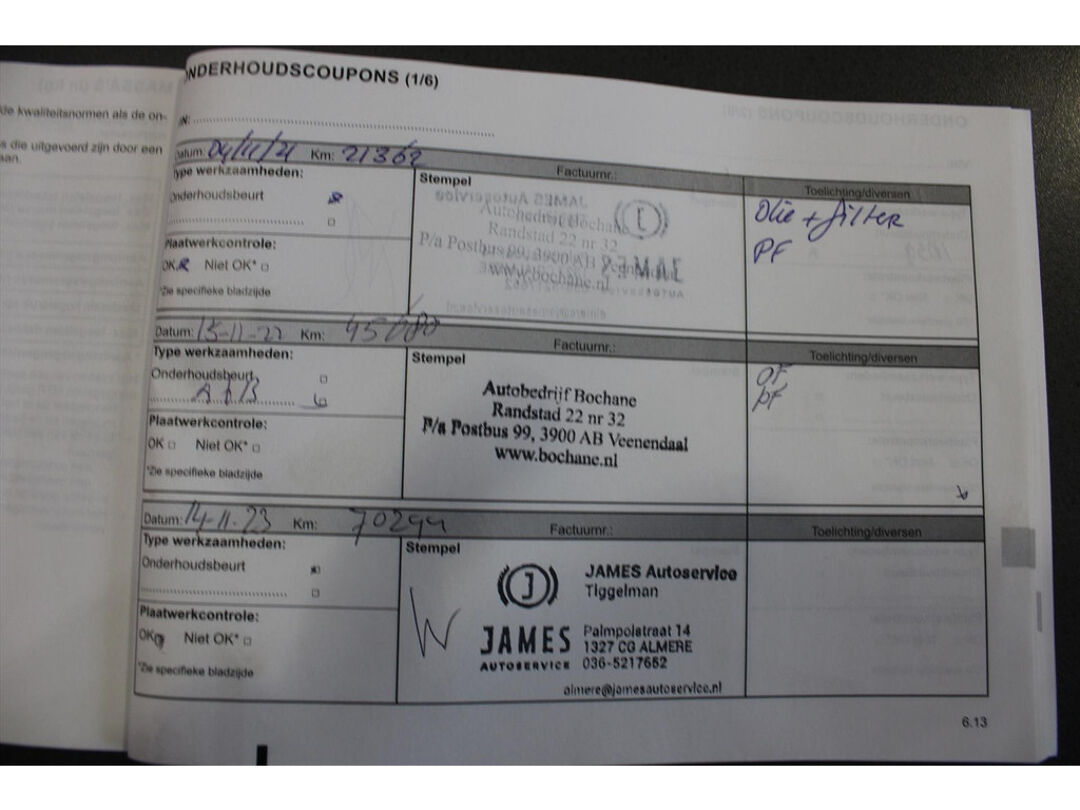 ONDERHOUDSCOUPONS (1/6)
de kwaliteitsnormen als de on-
s die uitgevoerd zijn door een
aan.
Datum: 04/11/21 Km: 21362 Factuurnr.:
Type werkzaamheden:
Stempel
Toelichting/diversen
Onderhoudsbeurt
Autobedrijf Bochane
Randstad 22 nr 32
P/a Postbus 99, 3900 AB Veenendaal
www.bochane.nl
Olie + filter
PF
Plaatwerkcontrole:
OK Niet OK*
*Zie specifieke bladzijde
Datum: 15-11-22 Km: Factuurnr.:
Type werkzaamheden:
Stempel
Toelichting/diversen
Onderhoudsbeurt
A + B
Autobedrijf Bochane
Randstad 22 nr 32
P/a Postbus 99, 3900 AB Veenendaal
www.bochane.nl
OF
PF
Plaatwerkcontrole:
OK Niet OK*
*Zie specifieke bladzijde
Datum: 14-11-23 Km: Factuurnr.:
Type werkzaamheden:
Stempel
Toelichting/diversen
Onderhoudsbeurt
J
JAMES
AUTOSERVICE
JAMES Autoservice
Tiggelman
Palmpolstraat 14
1327 CG ALMERE
036-5217652
almere@jamesautoservice.nl
Plaatwerkcontrole:
OK Niet OK*
*Zie specifieke bladzijde
6.13